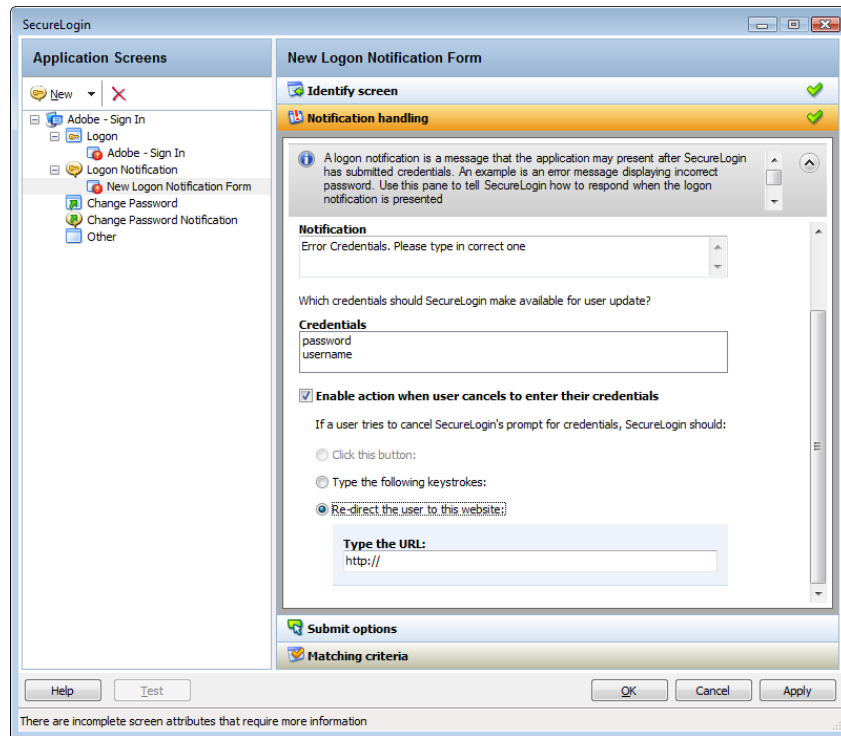 SecureLogin
Application Screens
New
Adobe - Sign In
Logon
Adobe - Sign In
Logon Notification
New Logon Notification Form
Change Password
Change Password Notification
Other
New Logon Notification Form
Identify screen
Notification handling
A logon notification is a message that the application may present after SecureLogin
has submitted credentials. An example is an error message displaying incorrect
password. Use this pane to tell SecureLogin how to respond when the logon
notification is presented
Notification
Error Credentials. Please type in correct one
Which credentials should SecureLogin make available for user update?
Credentials
password
username
Enable action when user cancels to enter their credentials
If a user tries to cancel SecureLogin's prompt for credentials, SecureLogin should:
Click this button:
Type the following keystrokes:
Re-direct the user to this website:
Type the URL:
http://
Submit options
Matching criteria
Help
Test
OK
Cancel
Apply
There are incomplete screen attributes that require more information